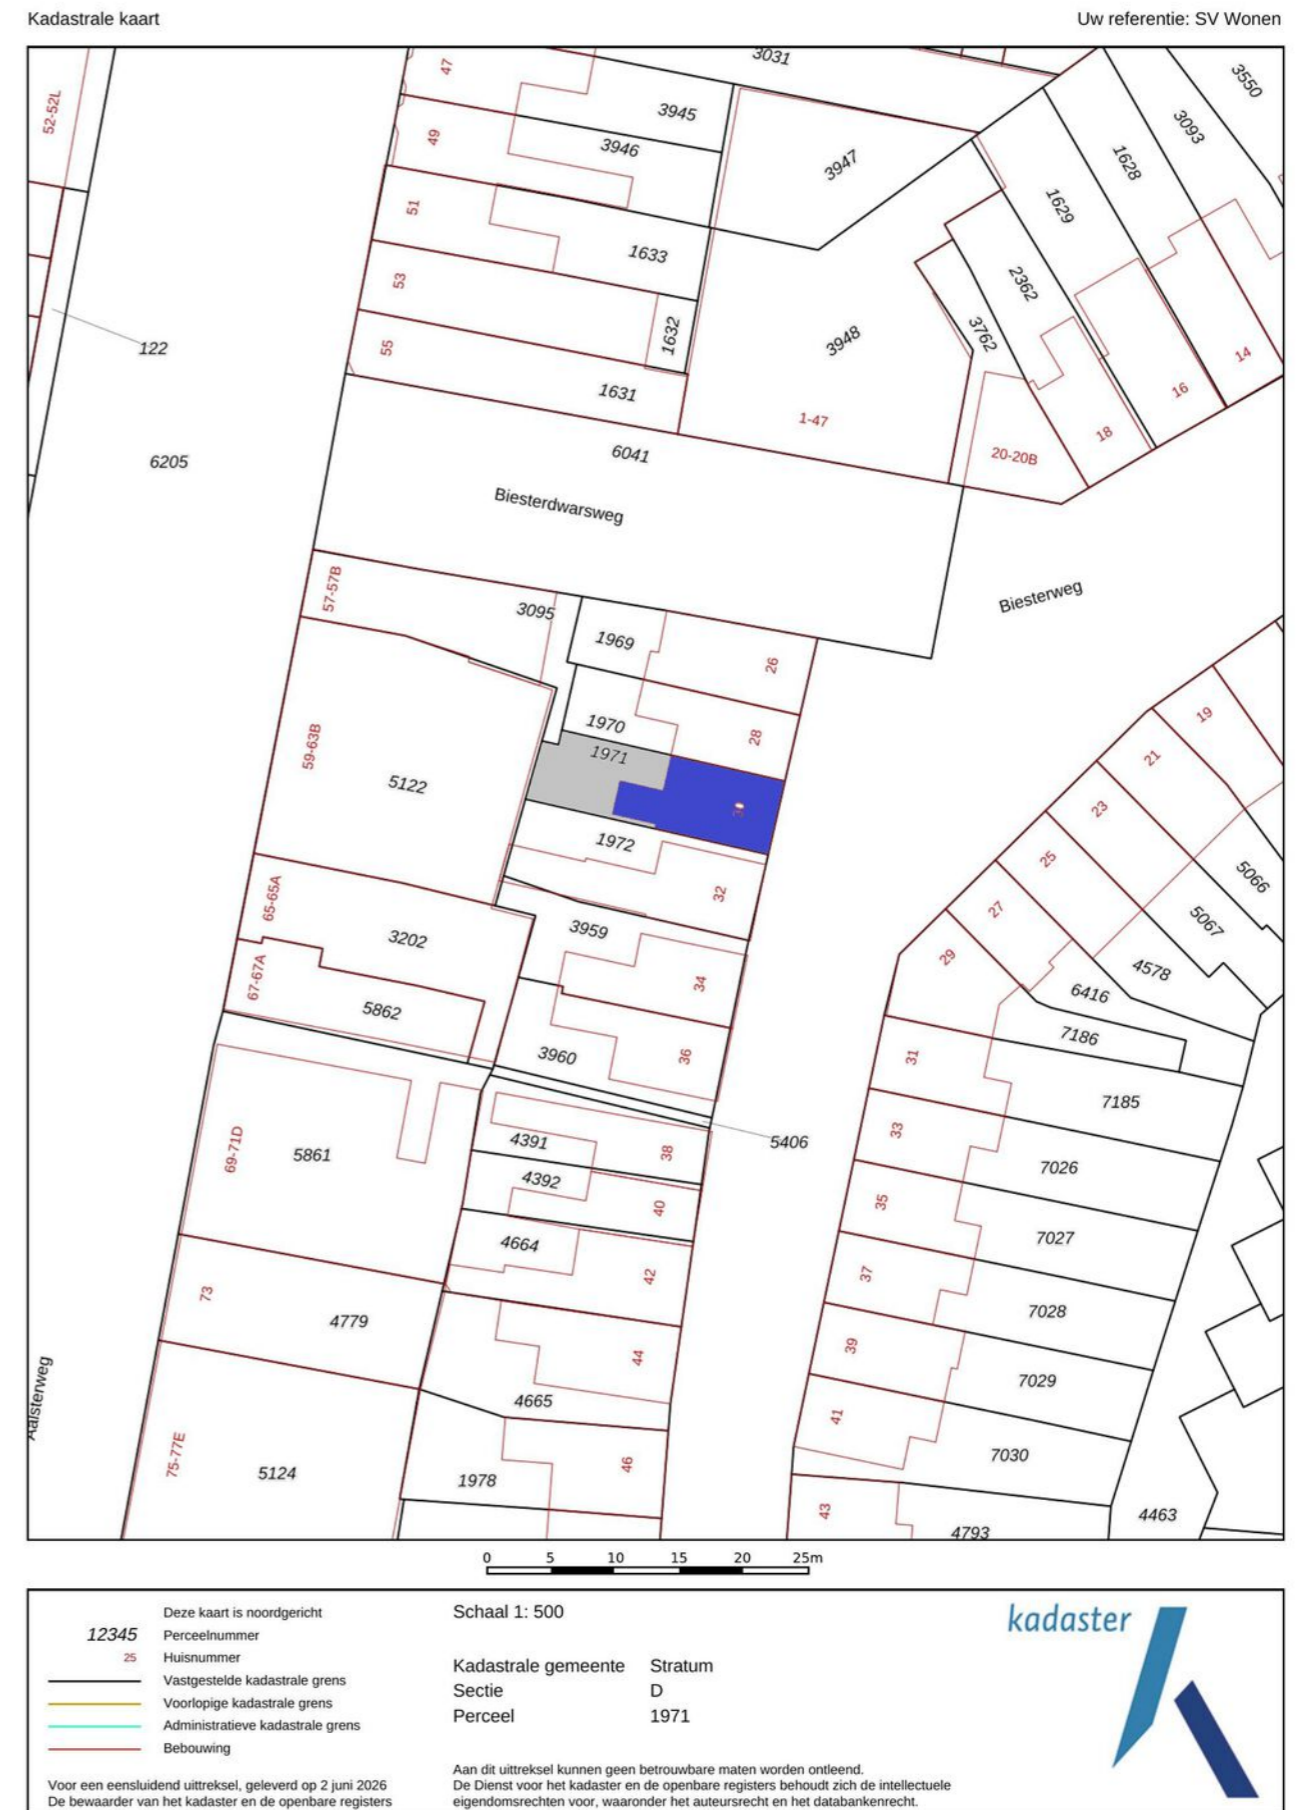 Kadastrale kaart
Uw referentie: SV Wonen
3031
47
52-52L
3945
3550
3093
49
3946
1628
3947
51
1629
1633
53
2362
1632
3762
3948
122
55
14
1631
16
1-47
18
6041
20-20B
6205
Biesterdwarsweg
57-57B
Biesterweg
3095
1969
26
19
1970
28
59-63B
1971
21
5122
30
23
1972
25
5066
65-65A
32
27
5067
3959
3202
29
4578
67-67A
34
6416
5862
7186
3960
36
31
7185
5406
33
4391
38
69-71D
5861
7026
4392
40
35
4664
7027
42
37
73
7028
4779
39
44
7029
4665
41
Aalsterweg
75-77E
46
7030
5124
1978
43
4463
4793
0 5 10 15 20 25m
Deze kaart is noordgericht
12345 Perceelnummer
25 Huisnummer
Vastgestelde kadastrale grens
Voorlopige kadastrale grens
Administratieve kadastrale grens
Bebouwing
Voor een eensluidend uittreksel, geleverd op 2 juni 2026
De bewaarder van het kadaster en de openbare registers
Schaal 1: 500
Kadastrale gemeente Stratum
Sectie D
Perceel 1971
Aan dit uittreksel kunnen geen betrouwbare maten worden ontleend.
De Dienst voor het kadaster en de openbare registers behoudt zich de intellectuele
eigendomsrechten voor, waaronder het auteursrecht en het databankenrecht.
kadaster